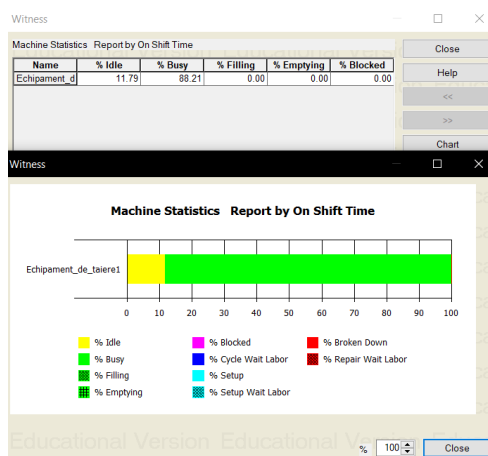 Witness
Machine Statistics Report by On Shift Time
Close
Name % Idle % Busy % Filling % Emptying % Blocked
Echipament_d 11.79 88.21 0.00 0.00 0.00
Help
<<
>>
Chart
Witness
Machine Statistics Report by On Shift Time
Echipament_de_taiere1
0 10 20 30 40 50 60 70 80 90 100
% Idle % Blocked % Broken Down
% Busy % Cycle Wait Labor % Repair Wait Labor
% Filling % Setup
% Emptying % Setup Wait Labor
Educational Version Educational
% 100 Close